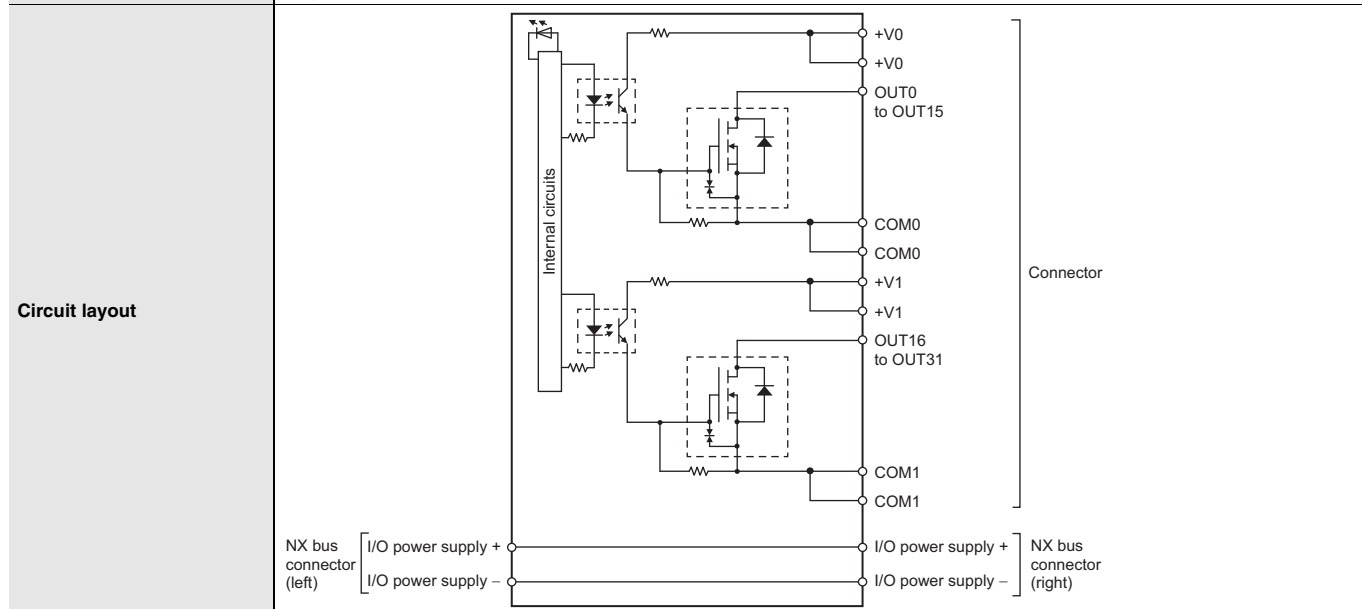 Circuit layout
Internal circuits
+V0
+V0
OUT0
to OUT15
COM0
COM0
+V1
+V1
OUT16
to OUT31
COM1
COM1
Connector
NX bus
connector
(left)
I/O power supply +
I/O power supply −
I/O power supply +
I/O power supply −
NX bus
connector
(right)